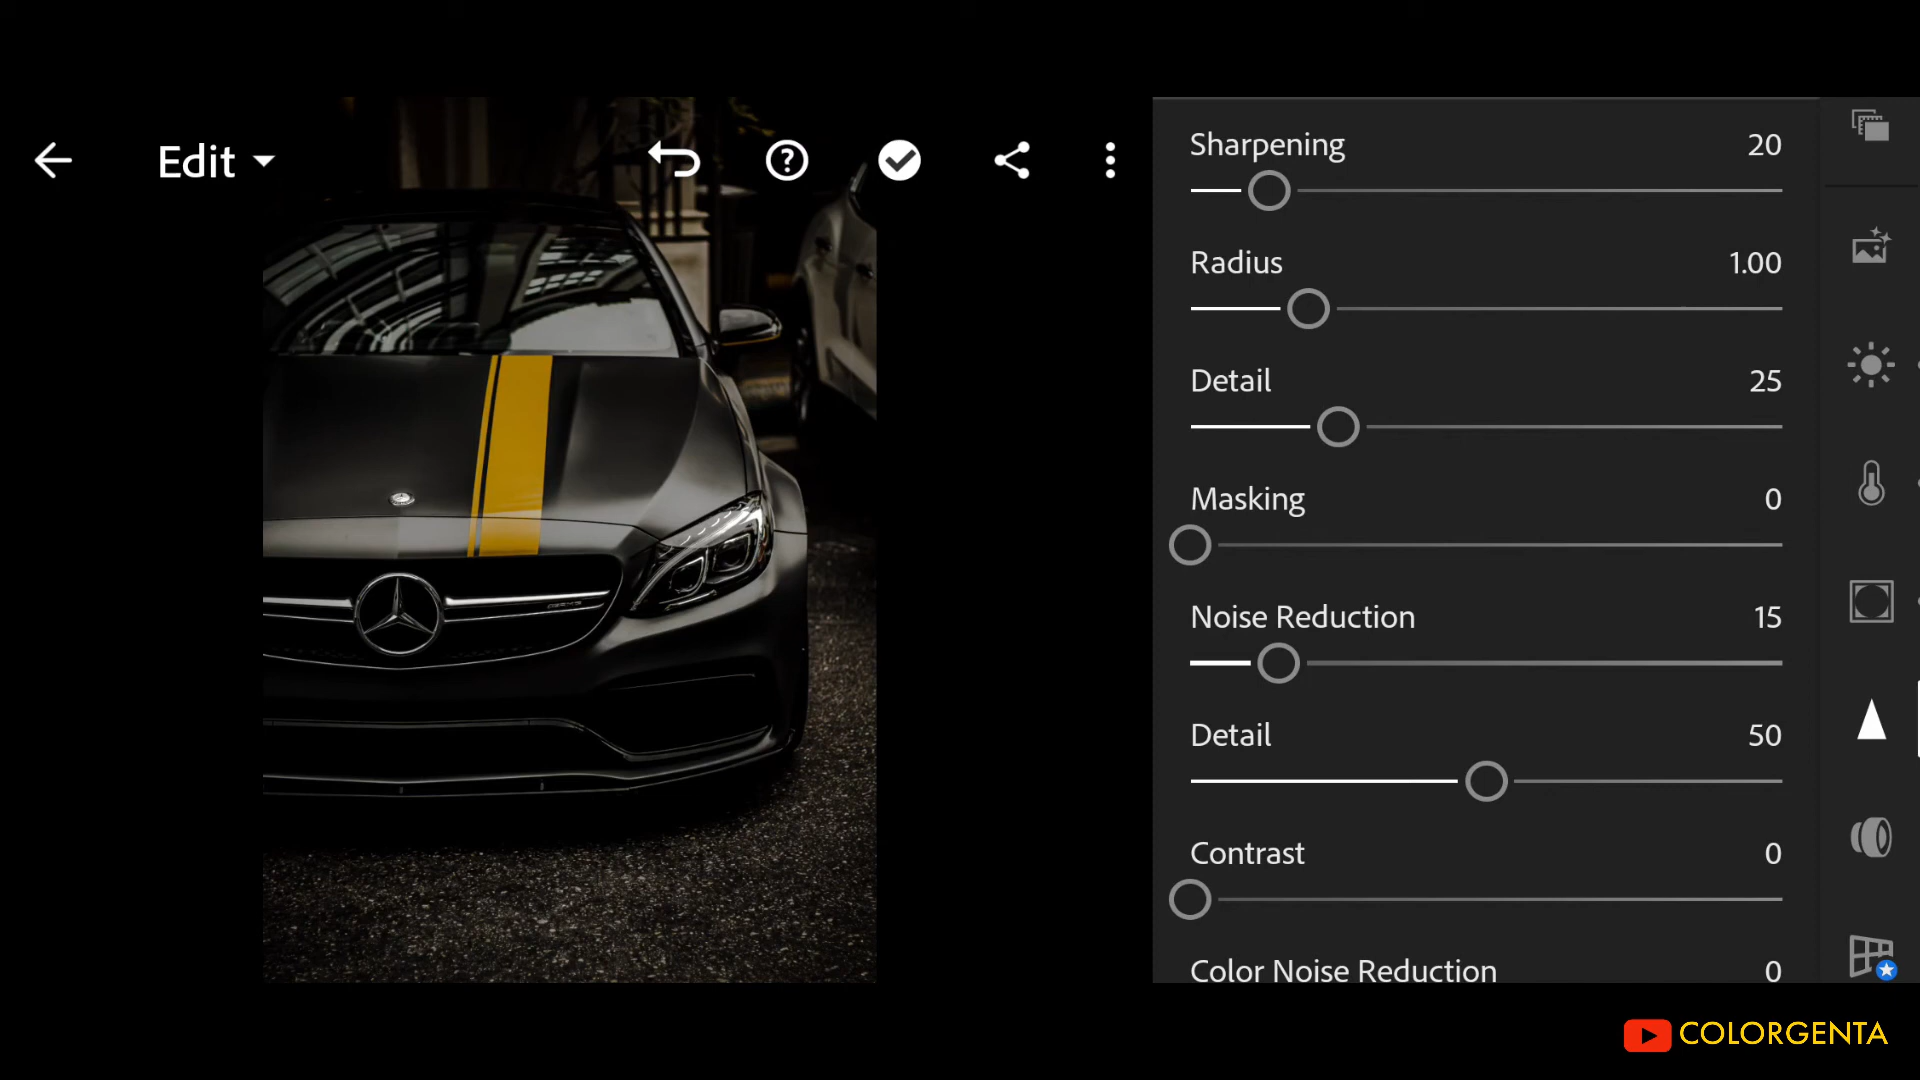 Edit
Sharpening 20
Radius 1.00
Detail 25
Masking 0
Noise Reduction 15
Detail 50
Contrast 0
Color Noise Reduction 0
COLORGENTA